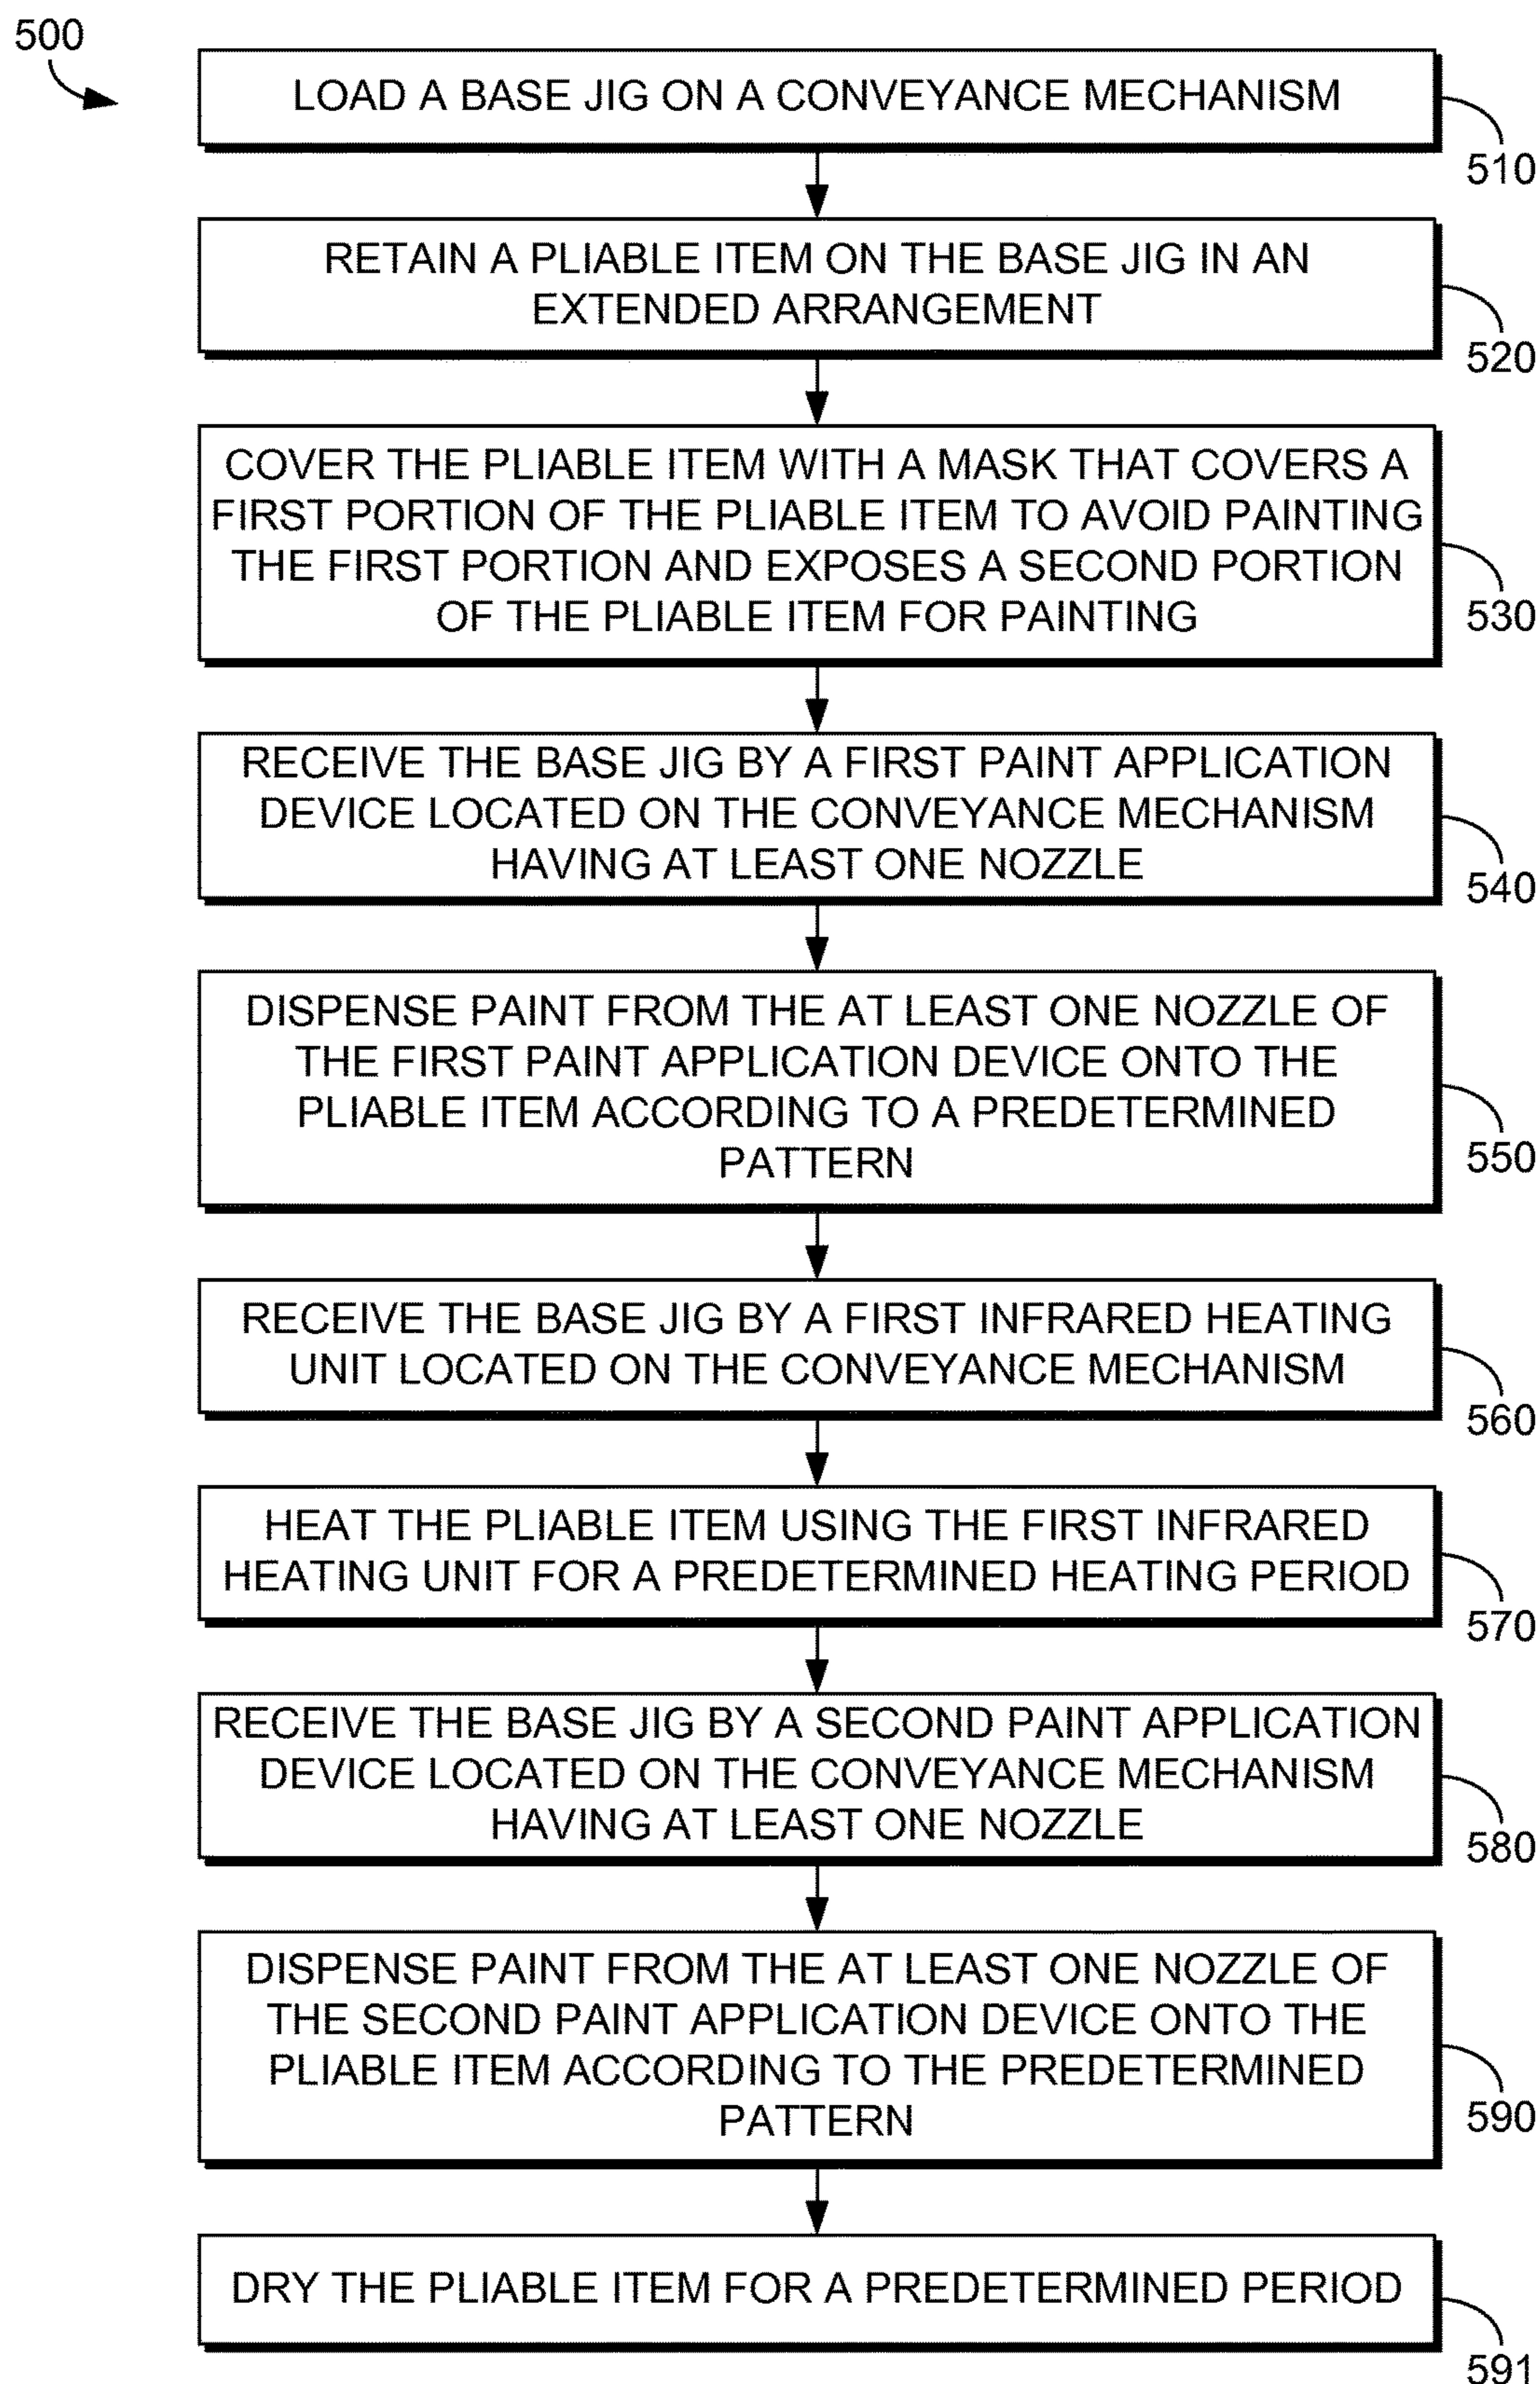 500
LOAD A BASE JIG ON A CONVEYANCE MECHANISM
510
RETAIN A PLIABLE ITEM ON THE BASE JIG IN AN
EXTENDED ARRANGEMENT
520
COVER THE PLIABLE ITEM WITH A MASK THAT COVERS A
FIRST PORTION OF THE PLIABLE ITEM TO AVOID PAINTING
THE FIRST PORTION AND EXPOSES A SECOND PORTION
OF THE PLIABLE ITEM FOR PAINTING
530
RECEIVE THE BASE JIG BY A FIRST PAINT APPLICATION
DEVICE LOCATED ON THE CONVEYANCE MECHANISM
HAVING AT LEAST ONE NOZZLE
540
DISPENSE PAINT FROM THE AT LEAST ONE NOZZLE OF
THE FIRST PAINT APPLICATION DEVICE ONTO THE
PLIABLE ITEM ACCORDING TO A PREDETERMINED
PATTERN
550
RECEIVE THE BASE JIG BY A FIRST INFRARED HEATING
UNIT LOCATED ON THE CONVEYANCE MECHANISM
560
HEAT THE PLIABLE ITEM USING THE FIRST INFRARED
HEATING UNIT FOR A PREDETERMINED HEATING PERIOD
570
RECEIVE THE BASE JIG BY A SECOND PAINT APPLICATION
DEVICE LOCATED ON THE CONVEYANCE MECHANISM
HAVING AT LEAST ONE NOZZLE
580
DISPENSE PAINT FROM THE AT LEAST ONE NOZZLE OF
THE SECOND PAINT APPLICATION DEVICE ONTO THE
PLIABLE ITEM ACCORDING TO THE PREDETERMINED
PATTERN
590
DRY THE PLIABLE ITEM FOR A PREDETERMINED PERIOD
591